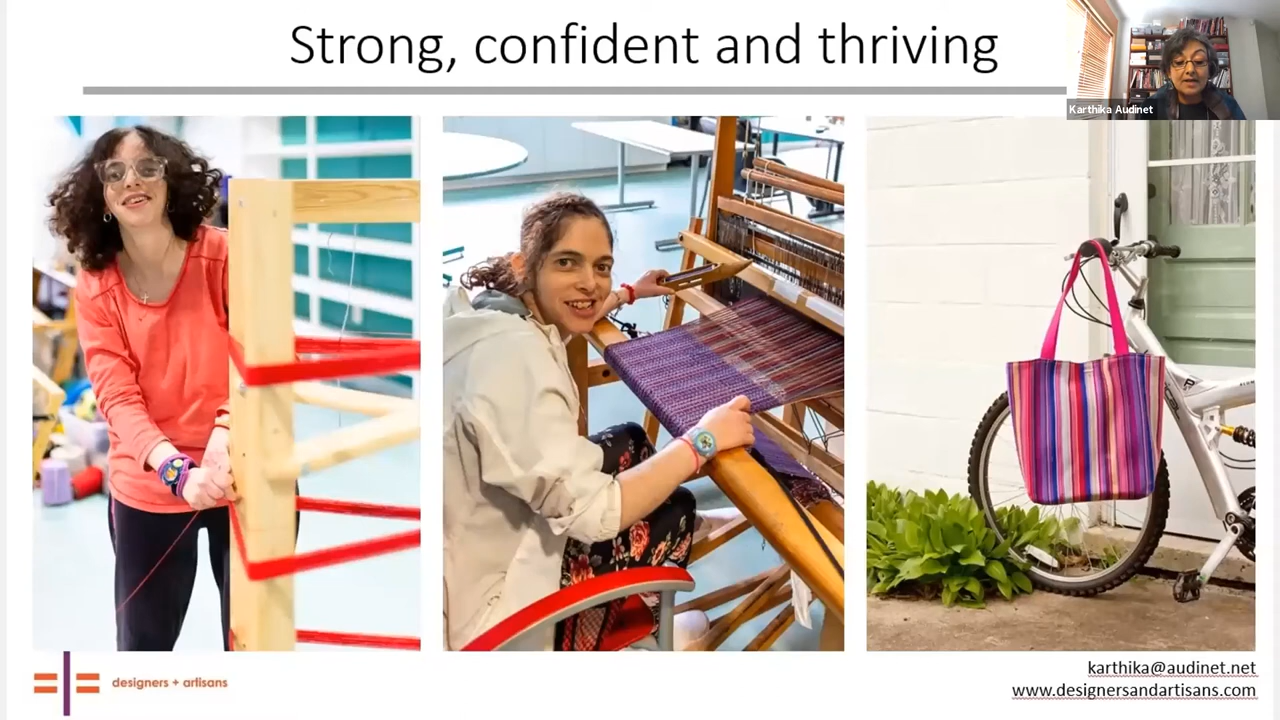 Strong, confident and thriving
Karthika Audinet
designers + artisans
karthika@audinet.net
www.designersandartisans.com